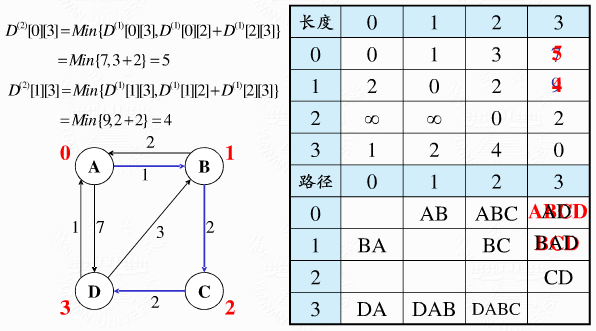 D⁽²⁾[0][3]=Min{D⁽¹⁾[0][3],D⁽¹⁾[0][2]+D⁽¹⁾[2][3]}
=Min{7,3+2}=5
D⁽²⁾[1][3]=Min{D⁽¹⁾[1][3],D⁽¹⁾[1][2]+D⁽¹⁾[2][3]}
=Min{9,2+2}=4
0 A 2 B 1
1
1 7 3 2
3 D 2 C 2
长度 0 1 2 3
0 0 1 3 5
1 2 0 2 4
2 ∞ ∞ 0 2
3 1 2 4 0
路径 0 1 2 3
0 AB ABC ABCD
1 BA BC BCD
2 CD
3 DA DAB DABC